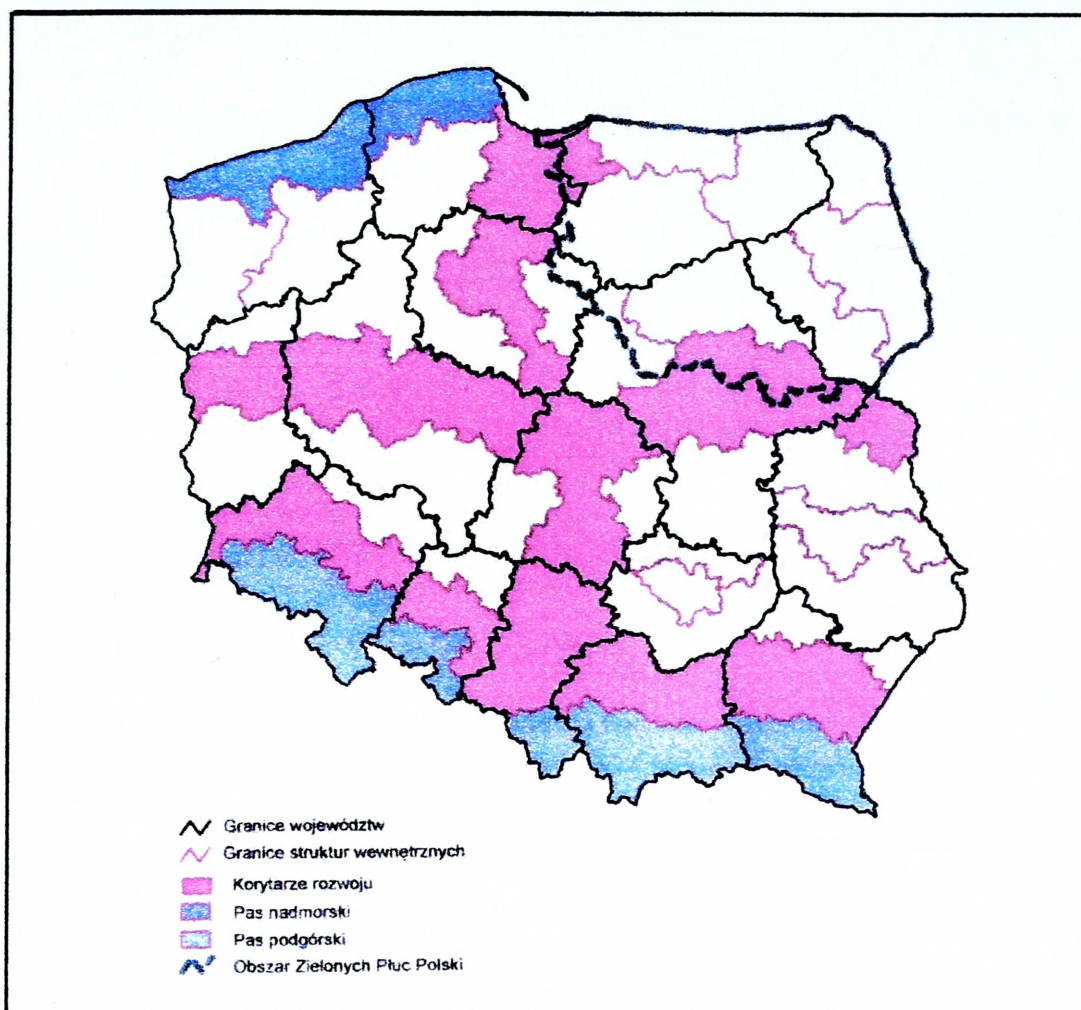 Granice województw
Granice struktur wewnętrznych
Korytarze rozwoju
Pas nadmorski
Pas podgórski
Obszar Zielonych Płuc Polski